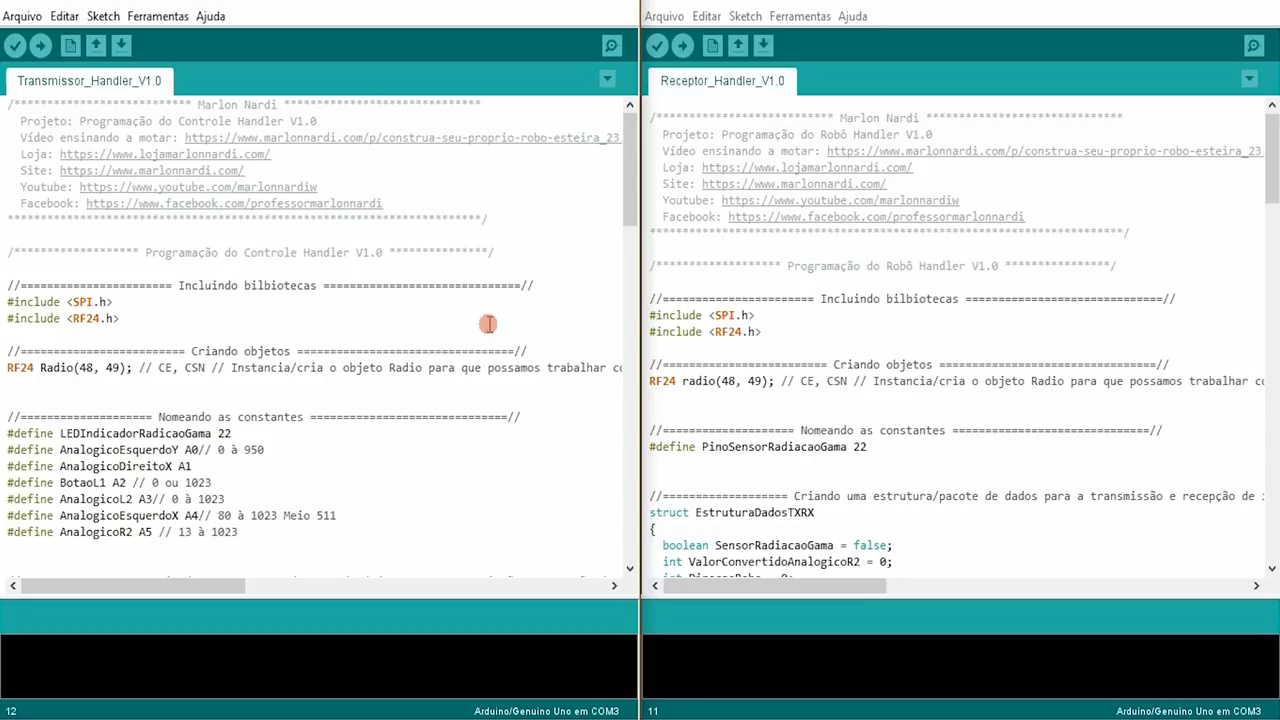 Arquivo Editar Sketch Ferramentas Ajuda
Transmissor_Handler_V1.0
/*************************** Marlon Nardi ******************************
Projeto: Programação do Controle Handler V1.0
Vídeo ensinando a motar: https://www.marlonnardi.com/p/construa-seu-proprio-robo-esteira_23
Loja: https://www.lojamarlonnardi.com/
Site: https://www.marlonnardi.com/
Youtube: https://www.youtube.com/marlonnardiw
Facebook: https://www.facebook.com/professormarlonnardi
************************************************************************/
/******************* Programação do Controle Handler V1.0 ***************/
//======================= Incluindo bilbiotecas ==============================//
#include <SPI.h>
#include <RF24.h>
//========================= Criando objetos =================================//
RF24 Radio(48, 49); // CE, CSN // Instancia/cria o objeto Radio para que possamos trabalhar co
//==================== Nomeando as constantes ==============================//
#define LEDIndicadorRadicaoGama 22
#define AnalogicoEsquerdoY A0// 0 à 950
#define AnalogicoDireitoX A1
#define BotaoL1 A2 // 0 ou 1023
#define AnalogicoL2 A3// 0 à 1023
#define AnalogicoEsquerdoX A4// 80 à 1023 Meio 511
#define AnalogicoR2 A5 // 13 à 1023
12
Arduino/Genuino Uno em COM3
Arquivo Editar Sketch Ferramentas Ajuda
Receptor_Handler_V1.0
/*************************** Marlon Nardi ******************************
Projeto: Programação do Robô Handler V1.0
Vídeo ensinando a motar: https://www.marlonnardi.com/p/construa-seu-proprio-robo-esteira_23
Loja: https://www.lojamarlonnardi.com/
Site: https://www.marlonnardi.com/
Youtube: https://www.youtube.com/marlonnardiw
Facebook: https://www.facebook.com/professormarlonnardi
************************************************************************/
/******************* Programação do Robô Handler V1.0 ****************/
//======================= Incluindo bilbiotecas ==============================//
#include <SPI.h>
#include <RF24.h>
//========================= Criando objetos =================================//
RF24 radio(48, 49); // CE, CSN // Instancia/cria o objeto Radio para que possamos trabalhar co
//==================== Nomeando as constantes ==============================//
#define PinoSensorRadiacaoGama 22
//=================== Criando uma estrutura/pacote de dados para a transmissão e recepção de
struct EstruturaDadosTXRX
{
boolean SensorRadiacaoGama = false;
int ValorConvertidoAnalogicoR2 = 0;
11
Arduino/Genuino Uno em COM3